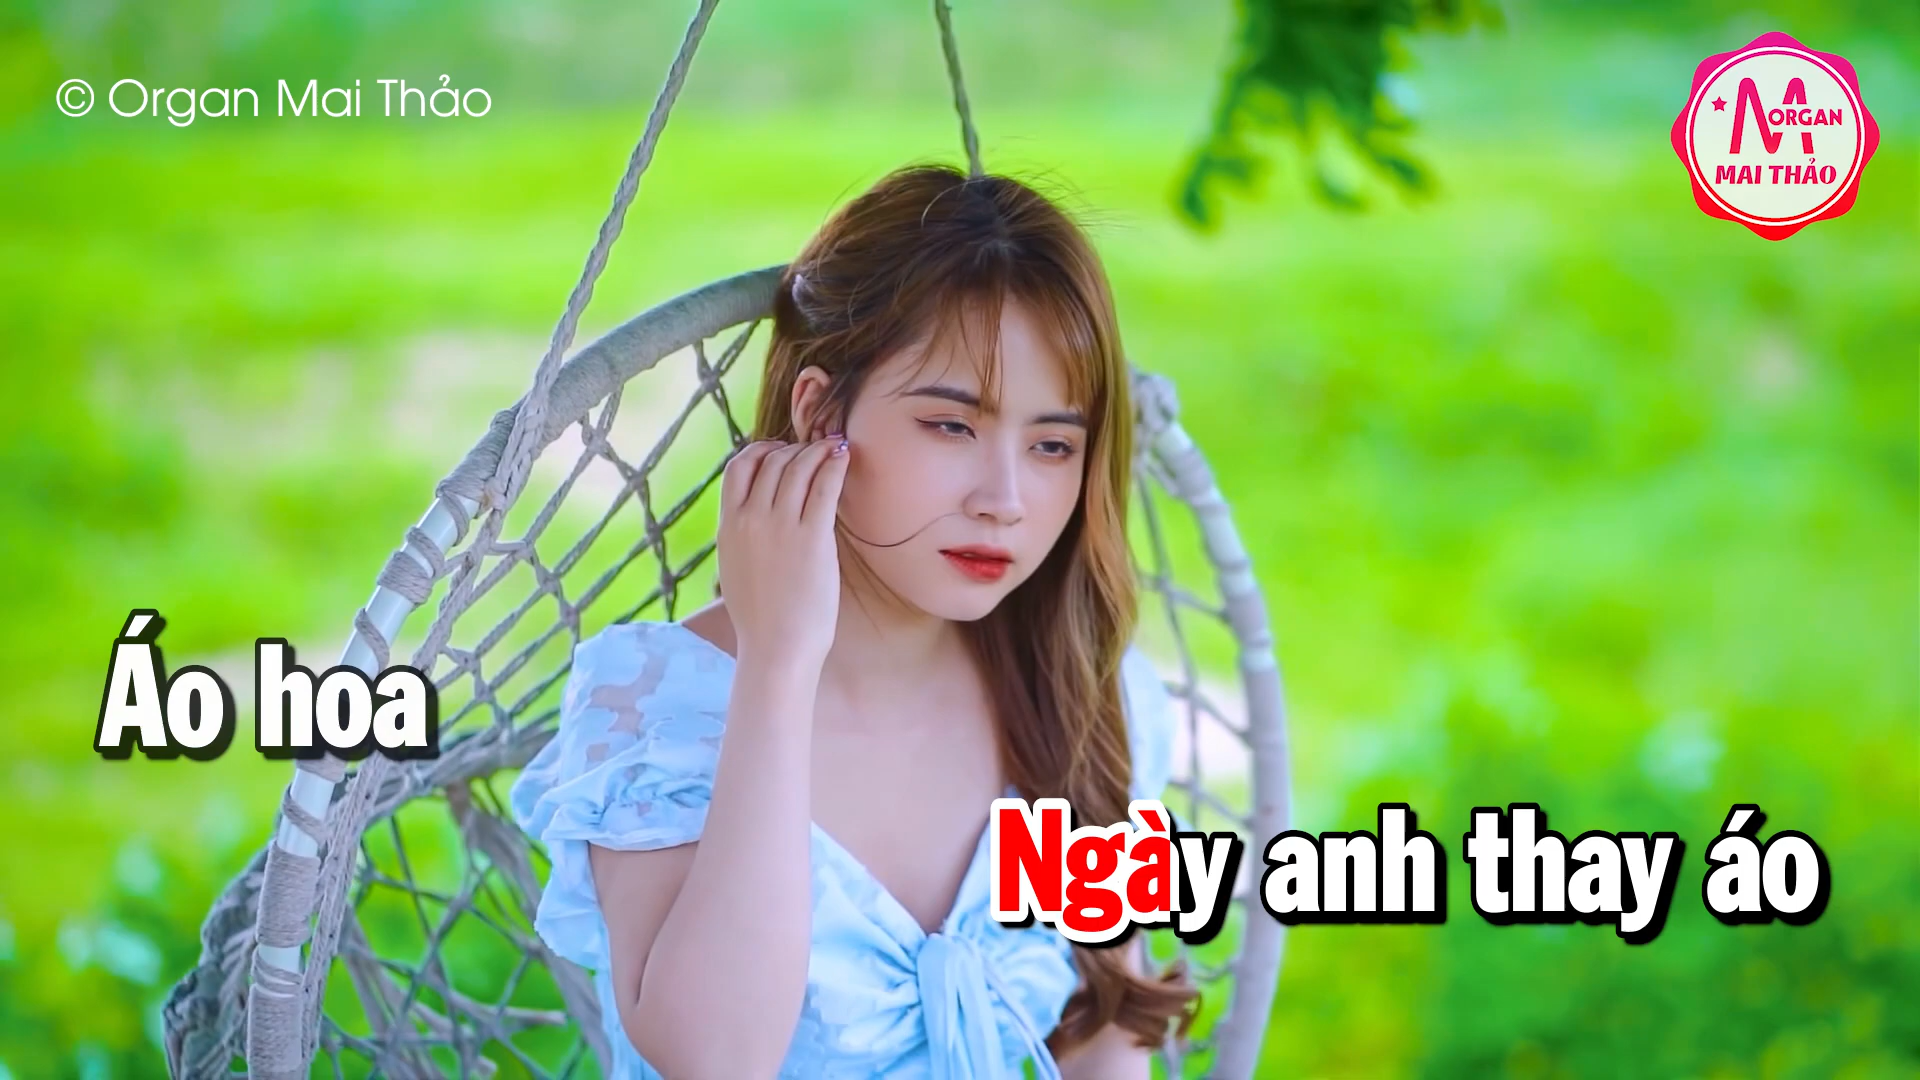 © Organ Mai Thảo
ORGAN
MAI THẢO
Áo hoa
Ngày anh thay áo